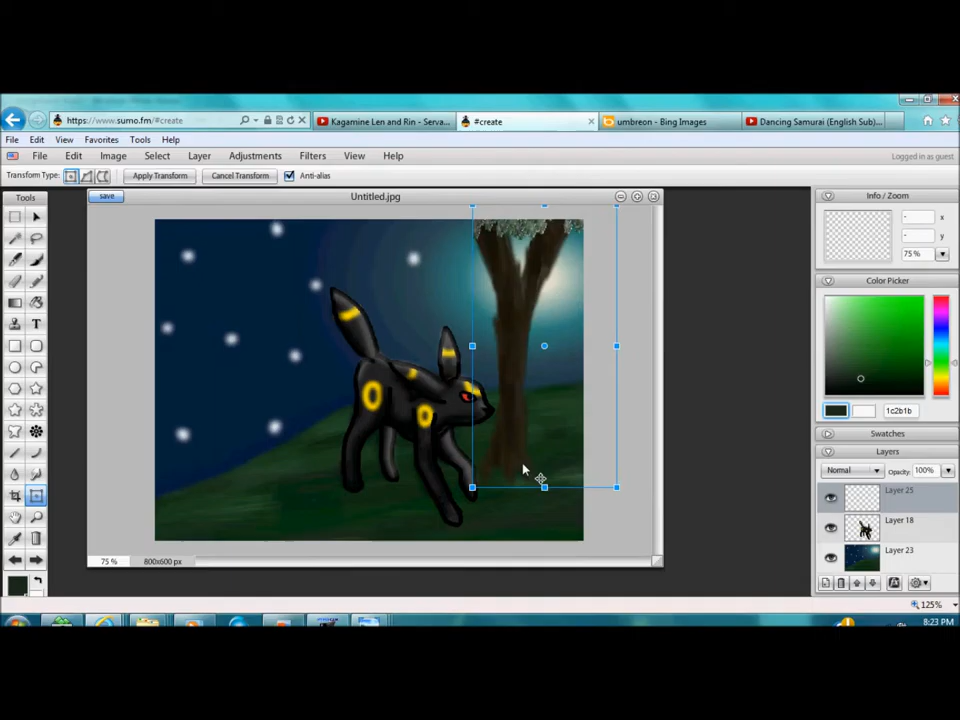 https://www.sumo.fm/#create
Kagamine Len and Rin - Serva...
#create
umbreon - Bing Images
Dancing Samurai (English Sub)...
File Edit View Favorites Tools Help
File Edit Image Select Layer Adjustments Filters View Help
Logged in as guest
Transform Type: Apply Transform Cancel Transform Anti-alias
Tools
save
Untitled.jpg
Info / Zoom
- x
- y
75 %
Color Picker
1c2b1b
Swatches
Layers
Normal Opacity: 100%
Layer 25
Layer 18
Layer 23
75 % 800x600 px
125%
8:23 PM